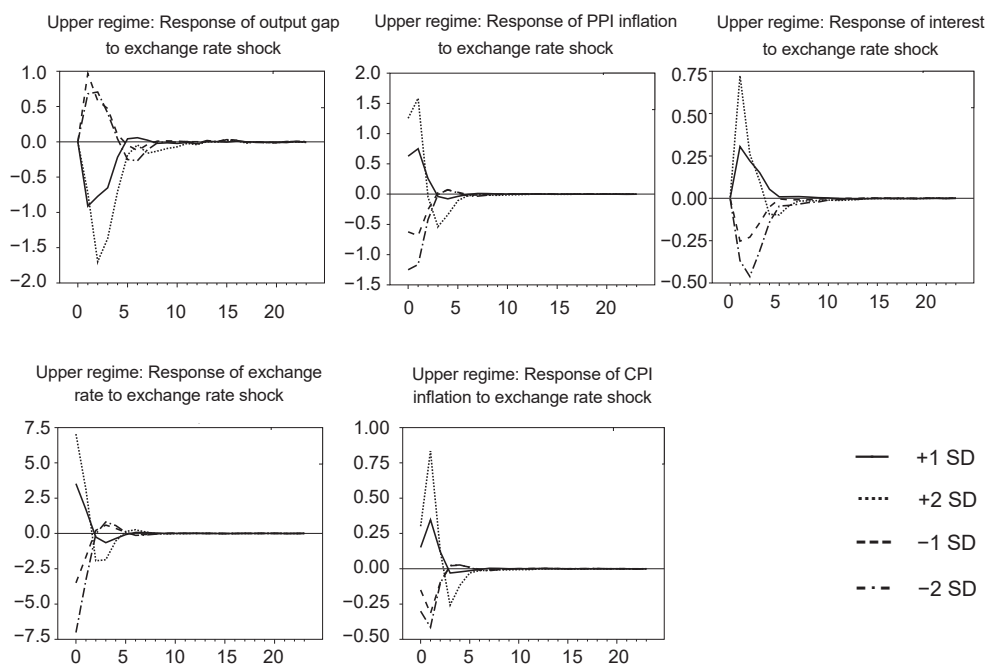 Upper regime: Response of output gap
to exchange rate shock
1.0
0.5
0.0
−0.5
−1.0
−1.5
−2.0
0 5 10 15 20
Upper regime: Response of PPI inflation
to exchange rate shock
2.0
1.5
1.0
0.5
0.0
−0.5
−1.0
−1.5
0 5 10 15 20
Upper regime: Response of interest
to exchange rate shock
0.75
0.50
0.25
0.00
−0.25
−0.50
0 5 10 15 20
Upper regime: Response of exchange
rate to exchange rate shock
7.5
5.0
2.5
0.0
−2.5
−5.0
−7.5
0 5 10 15 20
Upper regime: Response of CPI
inflation to exchange rate shock
1.00
0.75
0.50
0.25
0.00
−0.25
−0.50
0 5 10 15 20
+1 SD
+2 SD
−1 SD
−2 SD